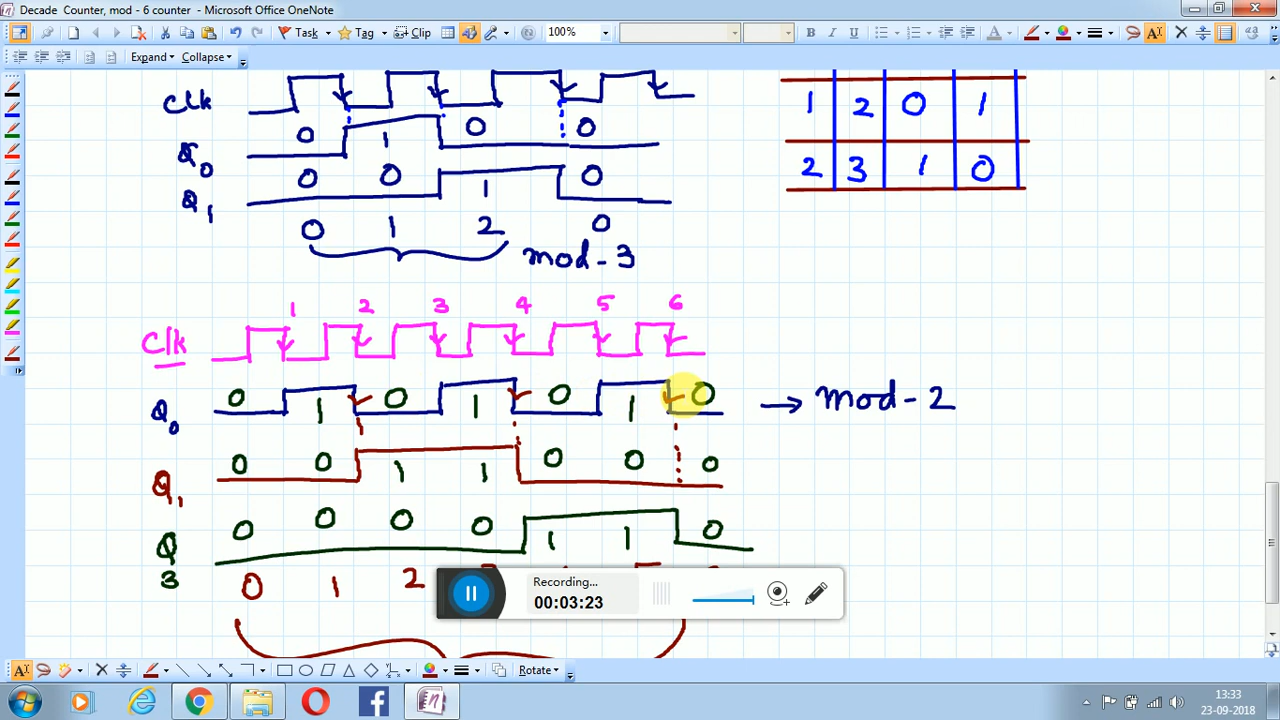 Decade Counter, mod - 6 counter - Microsoft Office OneNote
Task
Tag
Clip
100%
B I U
Expand
Collapse
Clk
Q0
0 1 0 0
Q1
0 0 1 0
0 1 2 0
mod - 3
1 2 0 1
2 3 1 0
1 2 3 4 5 6
Clk
Q0
0 1 0 1 0 1 0
→ mod - 2
Q1
0 0 1 1 0 0 0
Q3
0 0 0 0 1 1 0
0 1 2
Recording...
00:03:23
Rotate
13:33
23-09-2018